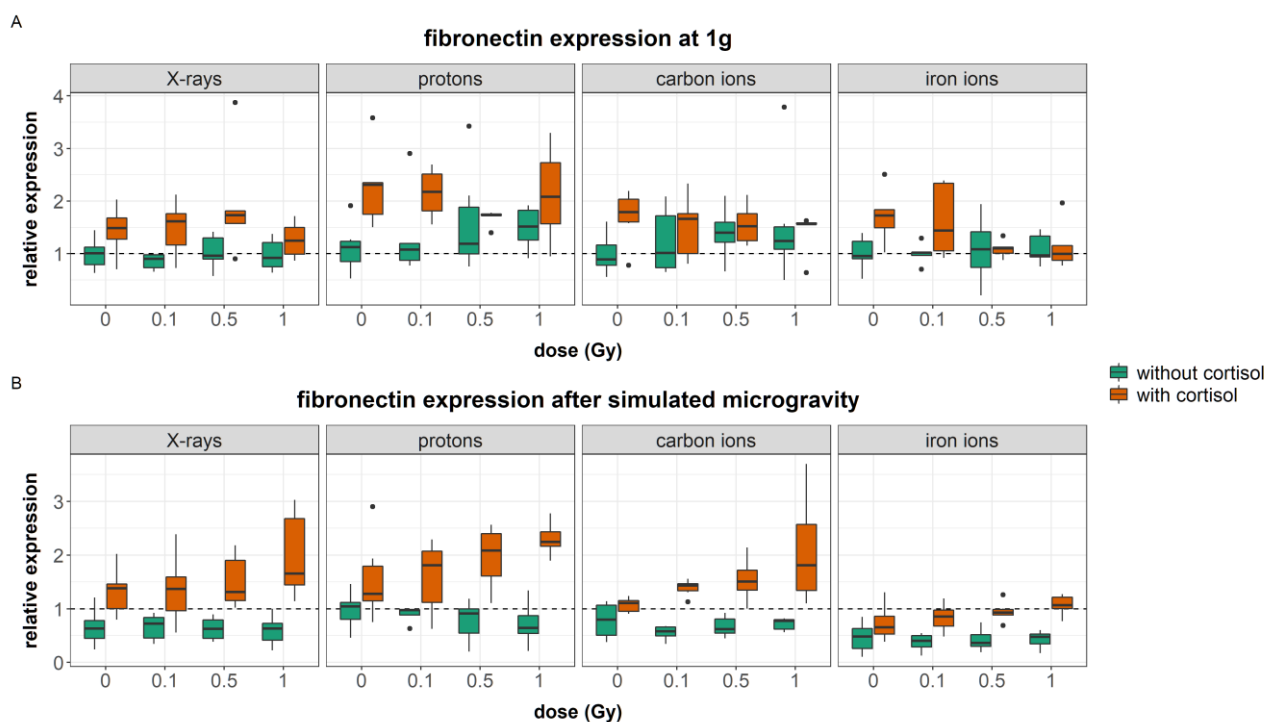 A
fibronectin expression at 1g
X-rays protons carbon ions iron ions
relative expression
4
3
2
1
0 0.1 0.5 1 0 0.1 0.5 1 0 0.1 0.5 1 0 0.1 0.5 1
dose (Gy)
B
fibronectin expression after simulated microgravity
X-rays protons carbon ions iron ions
relative expression
3
2
1
0
0 0.1 0.5 1 0 0.1 0.5 1 0 0.1 0.5 1 0 0.1 0.5 1
dose (Gy)
without cortisol
with cortisol